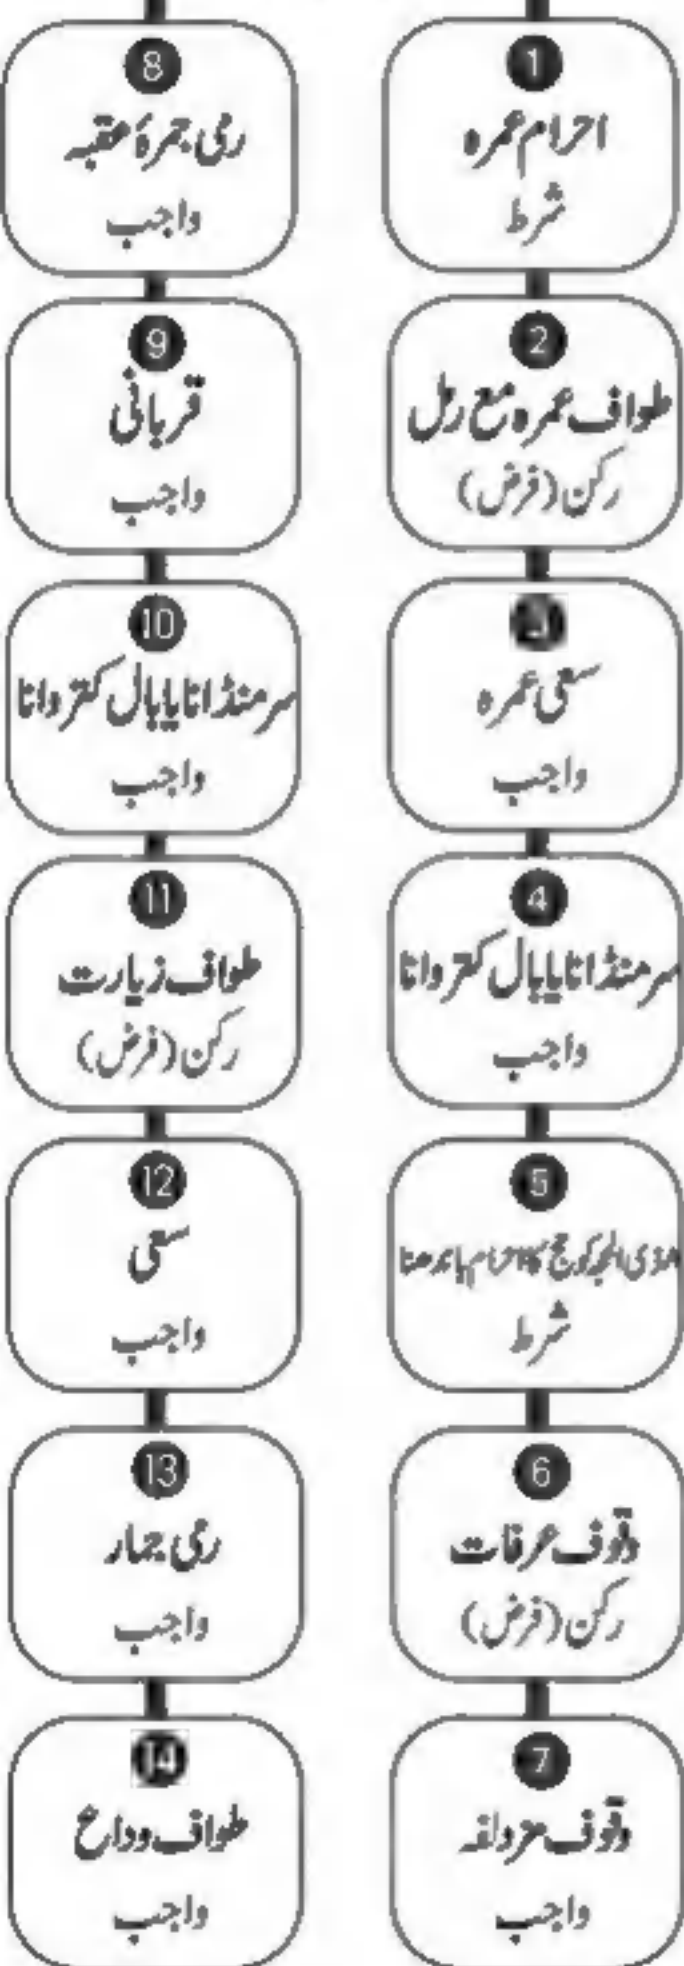 1
احرام عمرہ
شرط
2
طواف عمرہ مع رمل
رکن (فرض)
3
سعی عمرہ
واجب
4
سر منڈانا یا بال کتروانا
واجب
5
۸ ذی الحجہ کو حج کا احرام باندھنا
شرط
6
وقوف عرفات
رکن (فرض)
7
وقوف مزدلفہ
واجب
8
رمی جمرۂ عقبہ
واجب
9
قربانی
واجب
10
سر منڈانا یا بال کتروانا
واجب
11
طواف زیارت
رکن (فرض)
12
سعی
واجب
13
رمی جمار
واجب
14
طواف وداع
واجب